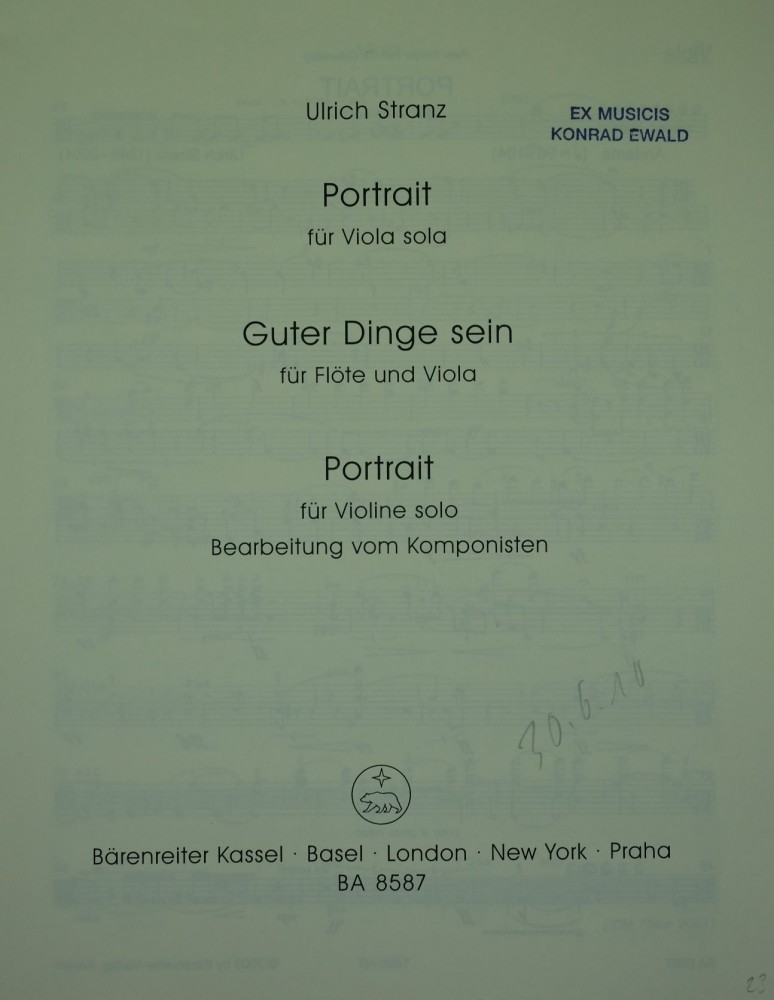 Ulrich Stranz
EX MUSICIS
KONRAD EWALD
Portrait
für Viola sola
Guter Dinge sein
für Flöte und Viola
Portrait
für Violine solo
Bearbeitung vom Komponisten
30.6.10
Bärenreiter Kassel · Basel · London · New York · Praha
BA 8587
23